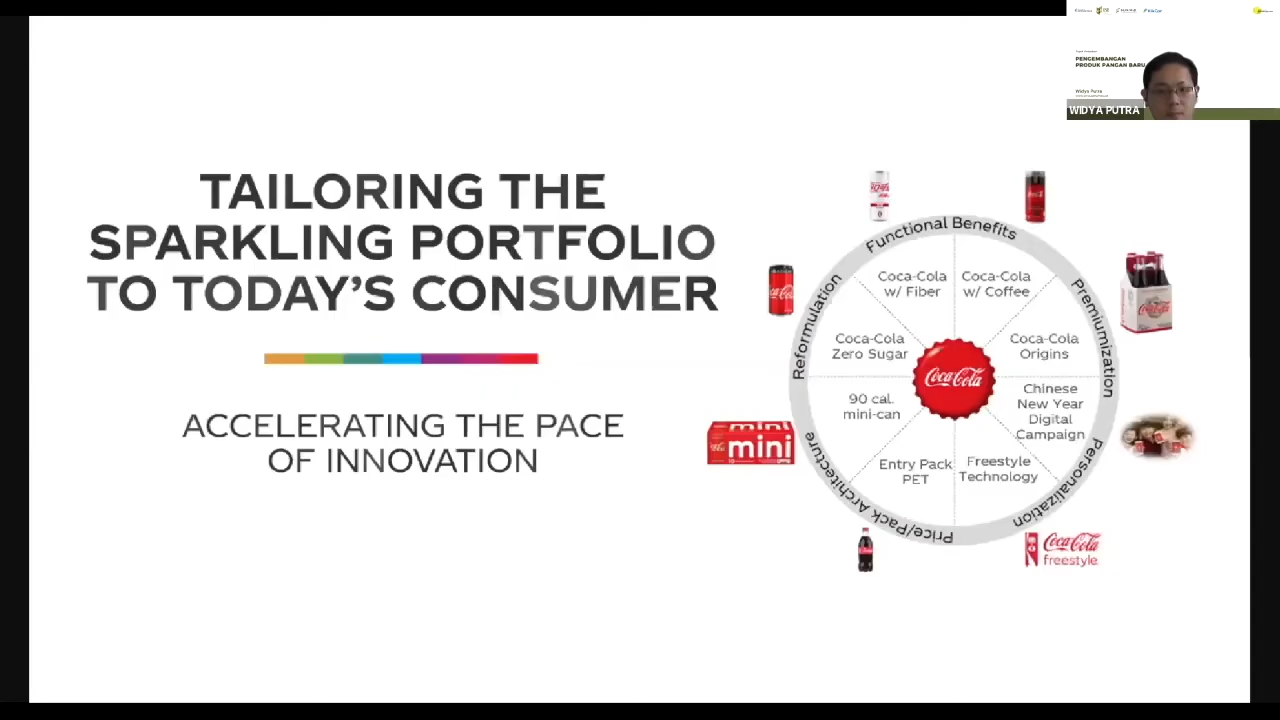 PENGEMBANGAN
PRODUK PANGAN BARU
Widya Putra
WIDYA PUTRA
TAILORING THE
SPARKLING PORTFOLIO
TO TODAY'S CONSUMER
ACCELERATING THE PACE
OF INNOVATION
Functional Benefits
Premiumization
Personalization
Price/Pack Architecture
Reformulation
Coca-Cola
w/ Fiber
Coca-Cola
w/ Coffee
Coca-Cola
Zero Sugar
Coca-Cola
Origins
90 cal.
mini-can
Chinese
New Year
Digital
Campaign
Entry Pack
PET
Freestyle
Technology
Coca-Cola
mini
mini
Coca-Cola
freestyle